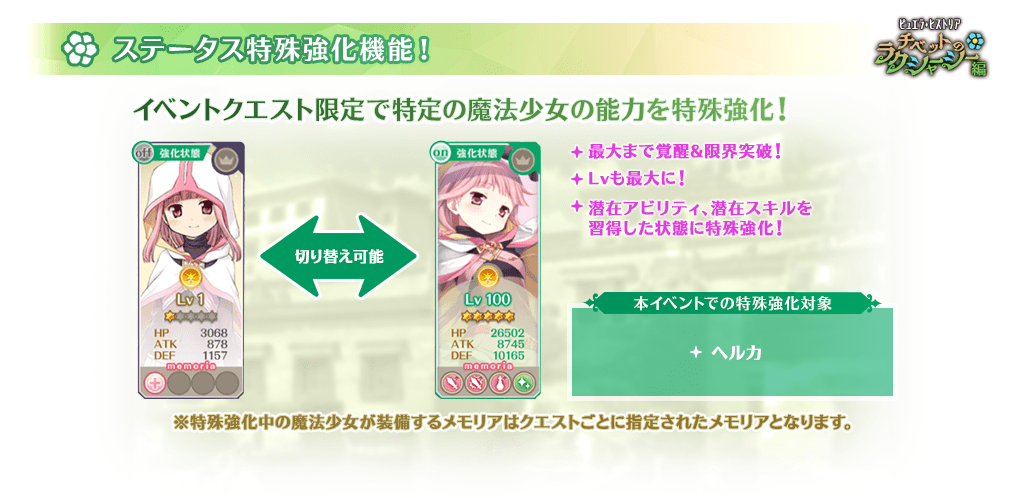 ステータス特殊強化機能！
ピュエラ・ヒストリア
チベットの
ラクシャーシー編
イベントクエスト限定で特定の魔法少女の能力を特殊強化！
off 強化状態
Lv 1
HP 3068
ATK 878
DEF 1157
memoria
切り替え可能
on 強化状態
Lv 100
HP 26502
ATK 8745
DEF 10165
memoria
最大まで覚醒&限界突破！
Lvも最大に！
潜在アビリティ、潜在スキルを
習得した状態に特殊強化！
本イベントでの特殊強化対象
ヘルカ
※特殊強化中の魔法少女が装備するメモリアはクエストごとに指定されたメモリアとなります。